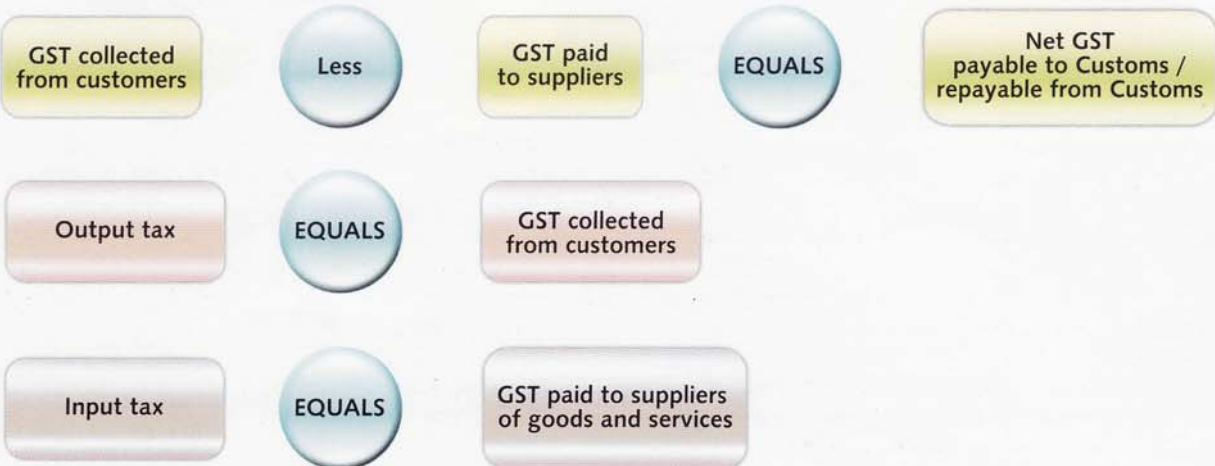 GST collected
from customers
Less
GST paid
to suppliers
EQUALS
Net GST
payable to Customs /
repayable from Customs
Output tax
EQUALS
GST collected
from customers
Input tax
EQUALS
GST paid to suppliers
of goods and services